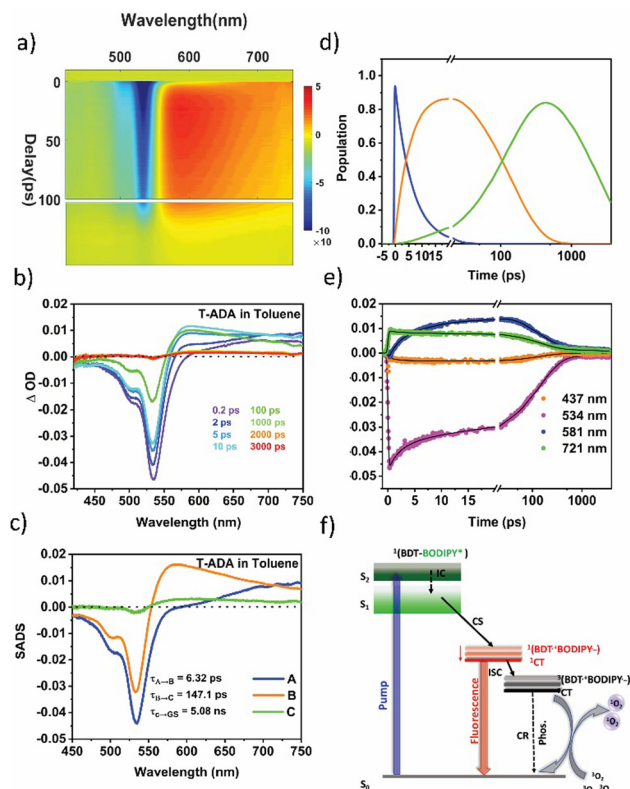 Wavelength(nm)
a)
500 600 700
0
50
100
Delay(ps)
5
0
-5
-10
×10
d)
1.0
0.8
0.6
0.4
0.2
0.0
Population
-5 0 5 10 15 100 1000
Time (ps)
b)
T-ADA in Toluene
0.02
0.01
0.00
-0.01
-0.02
-0.03
-0.04
-0.05
Δ OD
0.2 ps 100 ps
2 ps 1000 ps
5 ps 2000 ps
10 ps 3000 ps
450 500 550 600 650 700 750
Wavelength (nm)
e)
0.02
0.01
0.00
-0.01
-0.02
-0.03
-0.04
-0.05
437 nm
534 nm
581 nm
721 nm
0 5 10 15 100 1000
Time (ps)
c)
T-ADA in Toluene
0.02
0.01
0.00
-0.01
-0.02
-0.03
-0.04
-0.05
SADS
τA→B = 6.32 ps
τB→C = 147.1 ps
τc→GS = 5.08 ns
A
B
C
450 500 550 600 650 700 750
Wavelength (nm)
f)
¹(BDT-BODIPY*)
S₂
IC
S₁
CS
¹(BDT·⁺BODIPY–)
¹CT
ISC
³(BDT·⁺BODIPY–)
CT
Pump
Fluorescence
CR
Phos.
¹O₂
¹O₂
³O₂
S₀